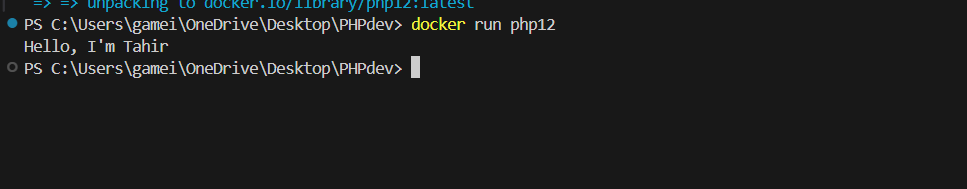 => => unpacking to docker.io/library/php12:latest
PS C:\Users\gamei\OneDrive\Desktop\PHPdev> docker run php12
Hello, I'm Tahir
PS C:\Users\gamei\OneDrive\Desktop\PHPdev>